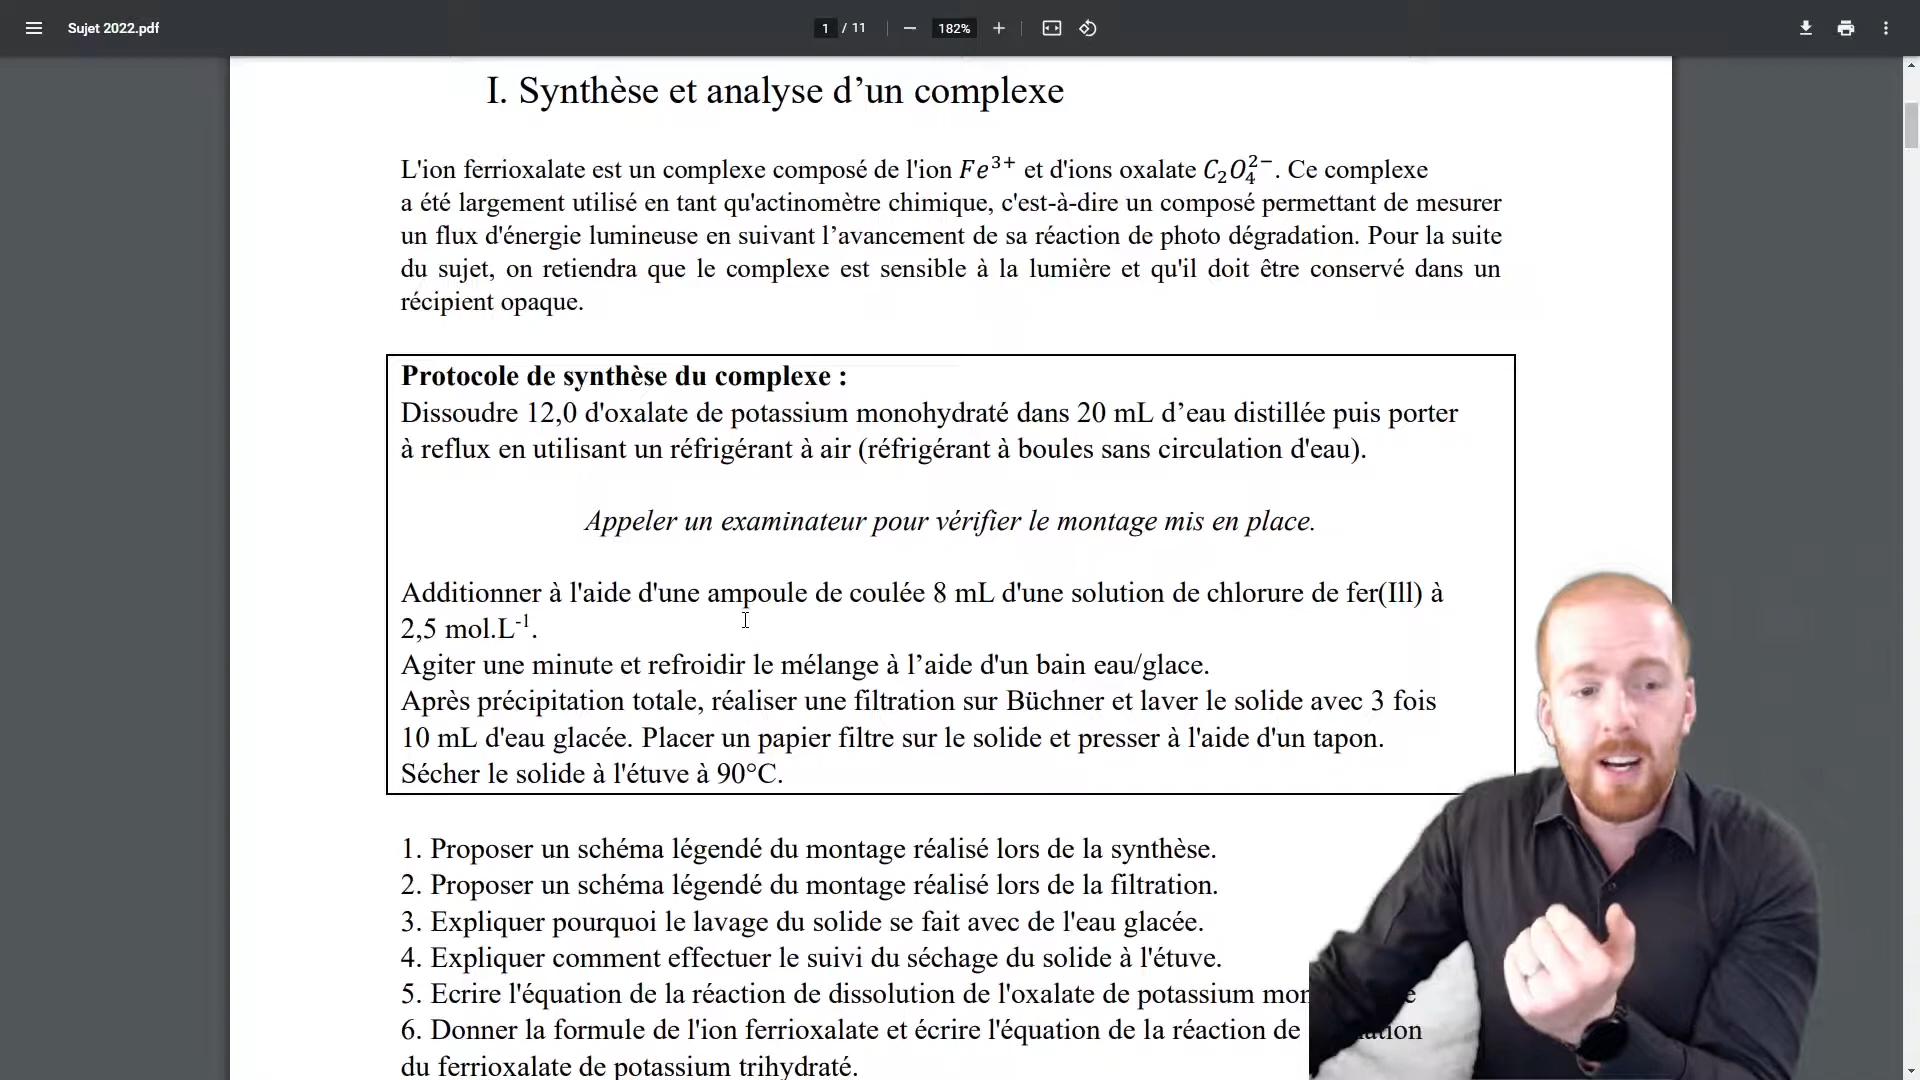 Sujet 2022.pdf
1 / 11
182%
I. Synthèse et analyse d’un complexe
L'ion ferrioxalate est un complexe composé de l'ion Fe³⁺ et d'ions oxalate C₂O₄²⁻. Ce complexe
a été largement utilisé en tant qu'actinomètre chimique, c'est-à-dire un composé permettant de mesurer
un flux d'énergie lumineuse en suivant l’avancement de sa réaction de photo dégradation. Pour la suite
du sujet, on retiendra que le complexe est sensible à la lumière et qu'il doit être conservé dans un
récipient opaque.
Protocole de synthèse du complexe :
Dissoudre 12,0 d'oxalate de potassium monohydraté dans 20 mL d’eau distillée puis porter
à reflux en utilisant un réfrigérant à air (réfrigérant à boules sans circulation d'eau).
Appeler un examinateur pour vérifier le montage mis en place.
Additionner à l'aide d'une ampoule de coulée 8 mL d'une solution de chlorure de fer(Ill) à
2,5 mol.L⁻¹.
Agiter une minute et refroidir le mélange à l’aide d'un bain eau/glace.
Après précipitation totale, réaliser une filtration sur Büchner et laver le solide avec 3 fois
10 mL d'eau glacée. Placer un papier filtre sur le solide et presser à l'aide d'un tapon.
Sécher le solide à l'étuve à 90°C.
1. Proposer un schéma légendé du montage réalisé lors de la synthèse.
2. Proposer un schéma légendé du montage réalisé lors de la filtration.
3. Expliquer pourquoi le lavage du solide se fait avec de l'eau glacée.
4. Expliquer comment effectuer le suivi du séchage du solide à l'étuve.
5. Ecrire l'équation de la réaction de dissolution de l'oxalate de potassium
6. Donner la formule de l'ion ferrioxalate et écrire l'équation de la réaction de
du ferrioxalate de potassium trihydraté.